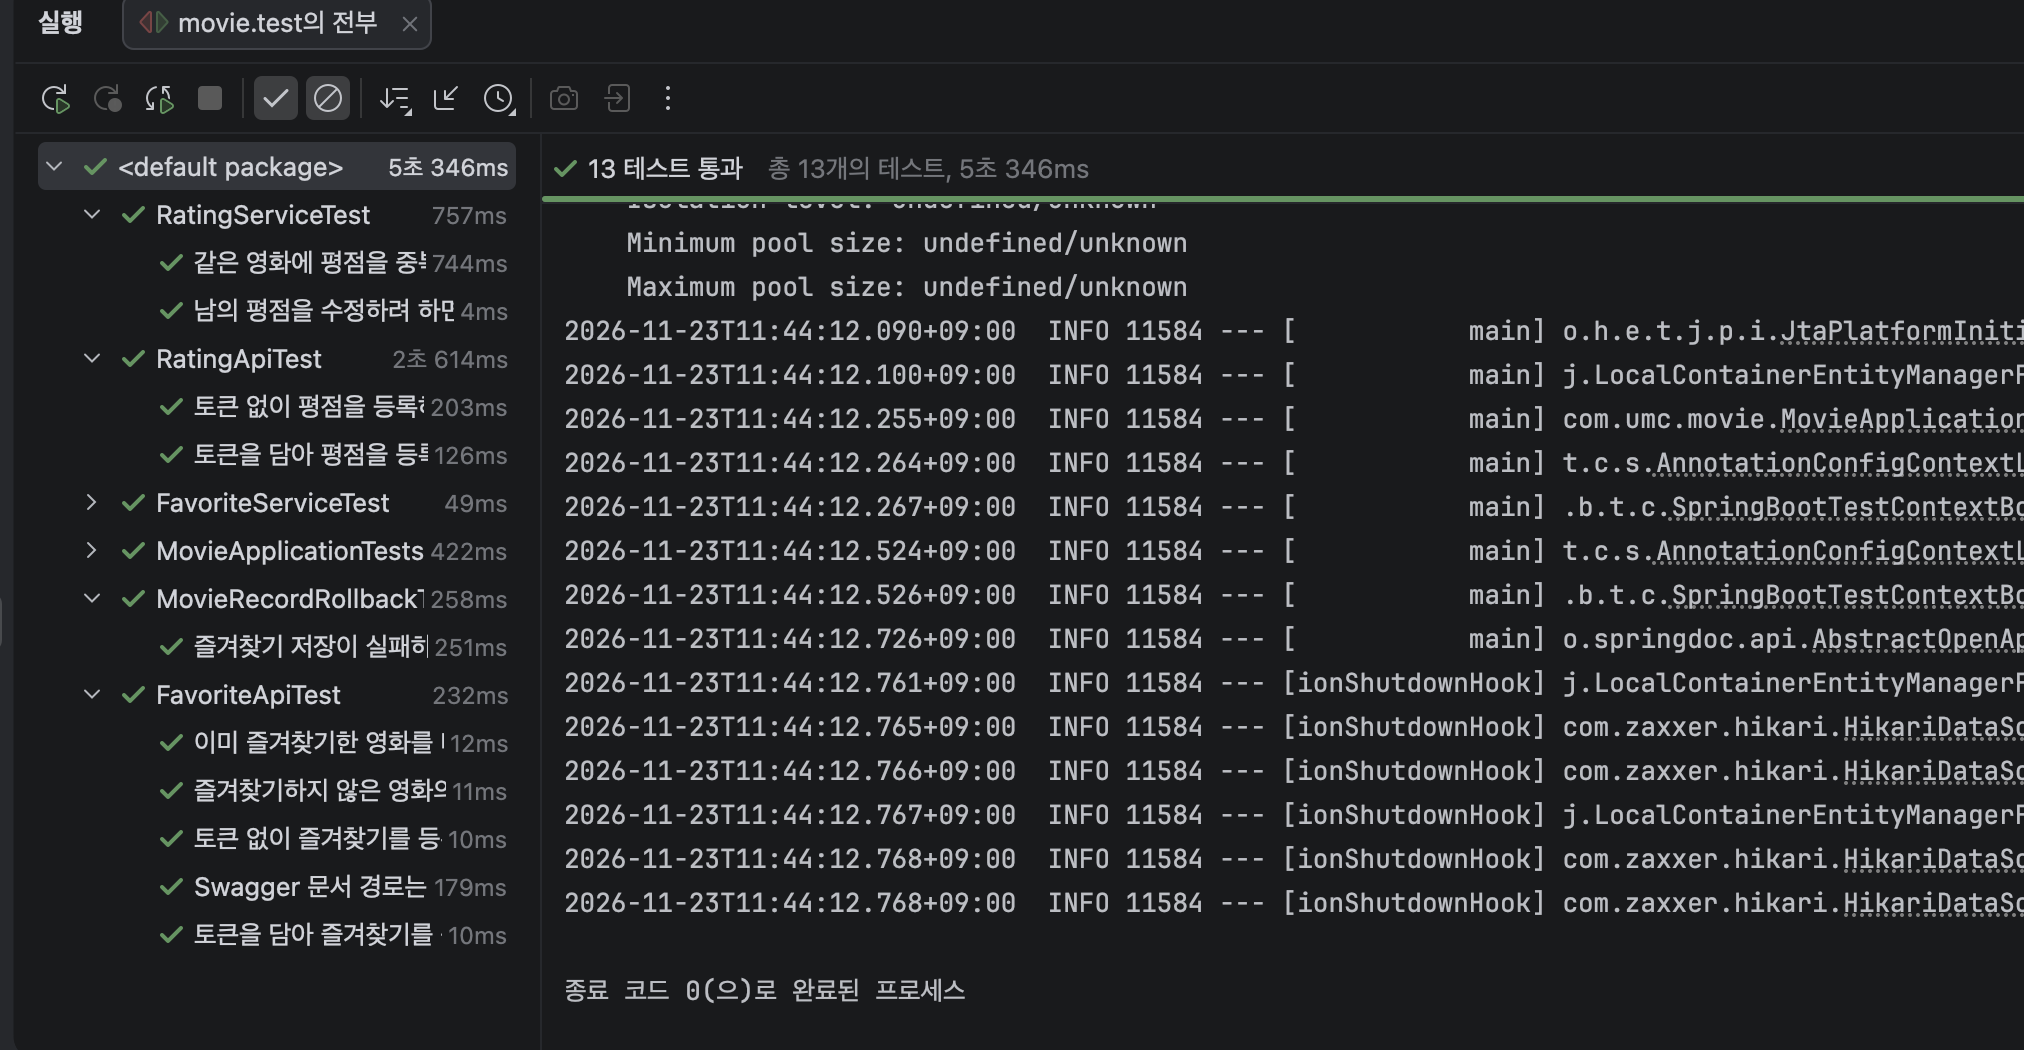 실행
movie.test의 전부
<default package> 5초 346ms
RatingServiceTest 757ms
같은 영화에 평점을 744ms
남의 평점을 수정하려 4ms
RatingApiTest 2초 614ms
토큰 없이 평점을 203ms
토큰을 담아 평점을 126ms
FavoriteServiceTest 49ms
MovieApplicationTests 422ms
MovieRecordRollback 258ms
즐겨찾기 저장이 251ms
FavoriteApiTest 232ms
이미 즐겨찾기한 영화를 12ms
즐겨찾기하지 않은 11ms
토큰 없이 즐겨찾기를 등 10ms
Swagger 문서 경로는 179ms
토큰을 담아 즐겨찾기를 10ms
13 테스트 통과 총 13개의 테스트, 5초 346ms
Isolation level: undefined/unknown
Minimum pool size: undefined/unknown
Maximum pool size: undefined/unknown
2026-11-23T11:44:12.090+09:00 INFO 11584 --- [ main] o.h.e.t.j.p.i.JtaPlatformIniti
2026-11-23T11:44:12.100+09:00 INFO 11584 --- [ main] j.LocalContainerEntityManagerF
2026-11-23T11:44:12.255+09:00 INFO 11584 --- [ main] com.umc.movie.MovieApplication
2026-11-23T11:44:12.264+09:00 INFO 11584 --- [ main] t.c.s.AnnotationConfigContextL
2026-11-23T11:44:12.267+09:00 INFO 11584 --- [ main] .b.t.c.SpringBootTestContextBo
2026-11-23T11:44:12.524+09:00 INFO 11584 --- [ main] t.c.s.AnnotationConfigContextL
2026-11-23T11:44:12.526+09:00 INFO 11584 --- [ main] .b.t.c.SpringBootTestContextBo
2026-11-23T11:44:12.726+09:00 INFO 11584 --- [ main] o.springdoc.api.AbstractOpenAp
2026-11-23T11:44:12.761+09:00 INFO 11584 --- [ionShutdownHook] j.LocalContainerEntityManagerF
2026-11-23T11:44:12.765+09:00 INFO 11584 --- [ionShutdownHook] com.zaxxer.hikari.HikariDataSo
2026-11-23T11:44:12.766+09:00 INFO 11584 --- [ionShutdownHook] com.zaxxer.hikari.HikariDataSo
2026-11-23T11:44:12.767+09:00 INFO 11584 --- [ionShutdownHook] j.LocalContainerEntityManagerF
2026-11-23T11:44:12.768+09:00 INFO 11584 --- [ionShutdownHook] com.zaxxer.hikari.HikariDataSo
2026-11-23T11:44:12.768+09:00 INFO 11584 --- [ionShutdownHook] com.zaxxer.hikari.HikariDataSo
종료 코드 0(으)로 완료된 프로세스